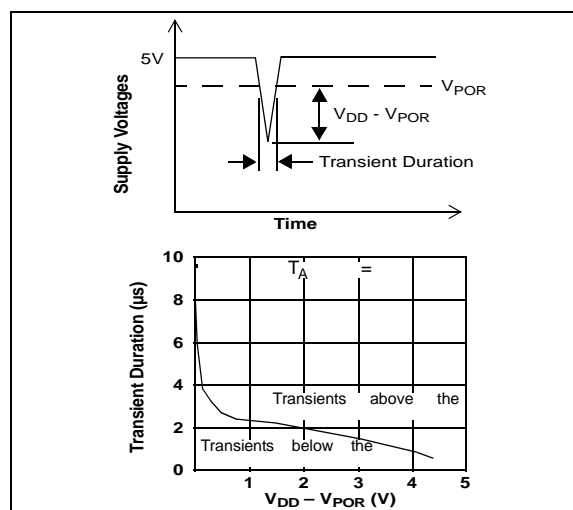 Supply Voltages
5V
VPOR
VDD - VPOR
Transient Duration
Time
Transient Duration (µs)
10
TA =
8
6
4
Transients above the
2
Transients below the
0
1 2 3 4 5
VDD – VPOR (V)